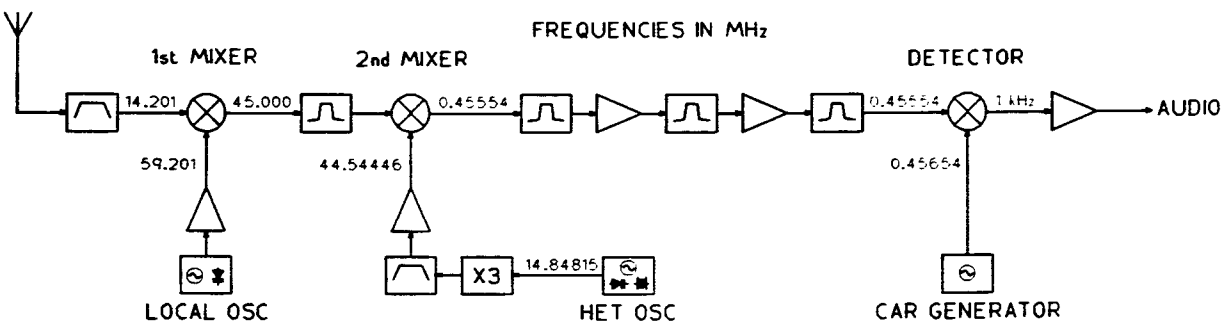 FREQUENCIES IN MHz
1st MIXER
2nd MIXER
DETECTOR
14.201
45.000
0.45554
0.45554
1 kHz
AUDIO
59.201
44.54446
0.45654
X3
14.84815
LOCAL OSC
HET OSC
CAR GENERATOR